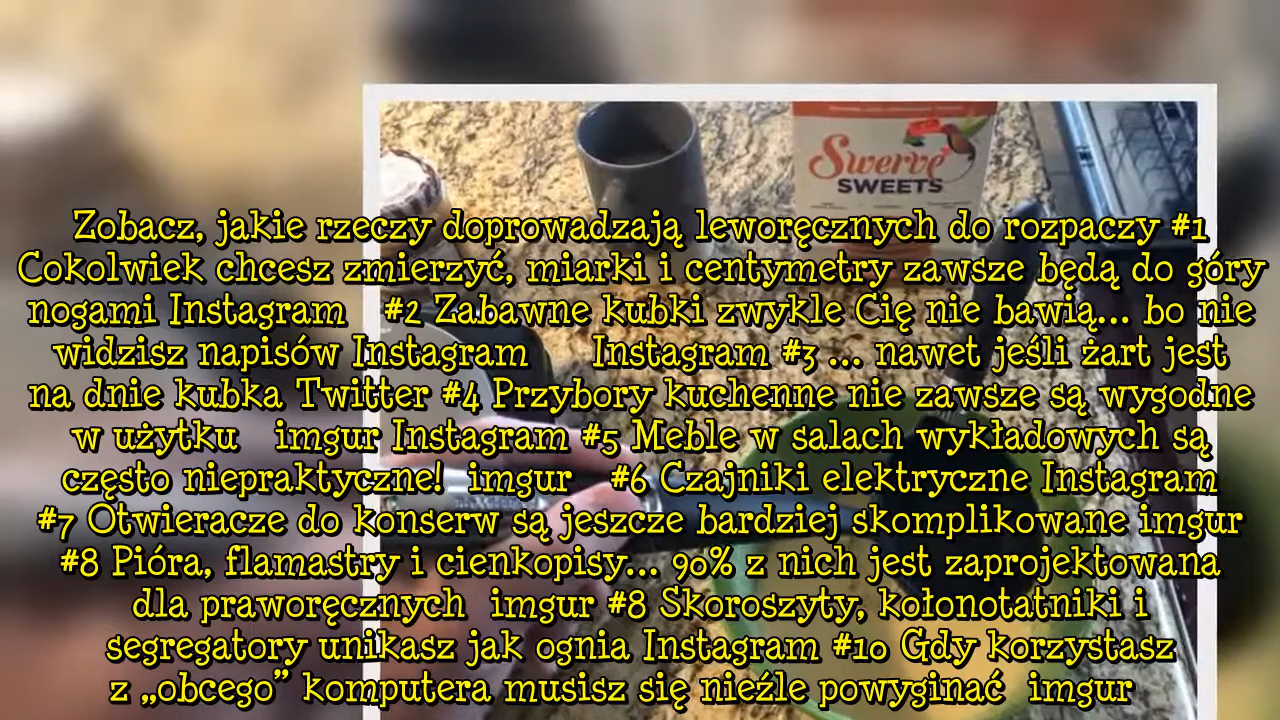 Swerve
SWEETS
Zobacz, jakie rzeczy doprowadzają leworęcznych do rozpaczy #1
Cokolwiek chcesz zmierzyć, miarki i centymetry zawsze będą do góry
nogami Instagram #2 Zabawne kubki zwykle Cię nie bawią... bo nie
widzisz napisów Instagram Instagram #3 ... nawet jeśli żart jest
na dnie kubka Twitter #4 Przybory kuchenne nie zawsze są wygodne
w użytku imgur Instagram #5 Meble w salach wykładowych są
często niepraktyczne! imgur #6 Czajniki elektryczne Instagram
#7 Otwieracze do konserw są jeszcze bardziej skomplikowane imgur
#8 Pióra, flamastry i cienkopisy... 90% z nich jest zaprojektowana
dla praworęcznych imgur #8 Skoroszyty, kołonotatniki i
segregatory unikasz jak ognia Instagram #10 Gdy korzystasz
z „obcego” komputera musisz się nieźle powyginać imgur